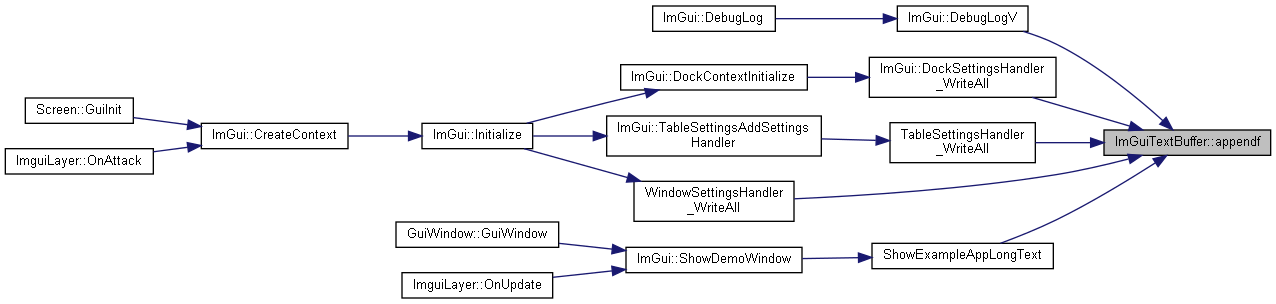 ImGui::DebugLog
ImGui::DebugLogV
ImGui::DockContextInitialize
ImGui::DockSettingsHandler
_WriteAll
Screen::GuiInit
ImGui::CreateContext
ImGui::Initialize
ImGui::TableSettingsAddSettings
Handler
TableSettingsHandler
_WriteAll
ImGuiTextBuffer::appendf
ImguiLayer::OnAttack
WindowSettingsHandler
_WriteAll
GuiWindow::GuiWindow
ImGui::ShowDemoWindow
ShowExampleAppLongText
ImguiLayer::OnUpdate